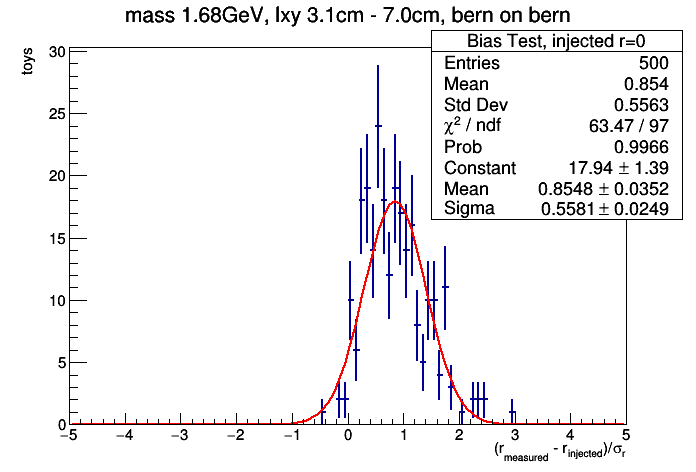 mass 1.68GeV, lxy 3.1cm - 7.0cm, bern on bern
Bias Test, injected r=0
Entries 500
Mean 0.854
Std Dev 0.5563
χ² / ndf 63.47 / 97
Prob 0.9966
Constant 17.94 ± 1.39
Mean 0.8548 ± 0.0352
Sigma 0.5581 ± 0.0249
toys
30
25
20
15
10
5
0
−5 −4 −3 −2 −1 0 1 2 3 4 5
(r_measured - r_injected)/σ_r